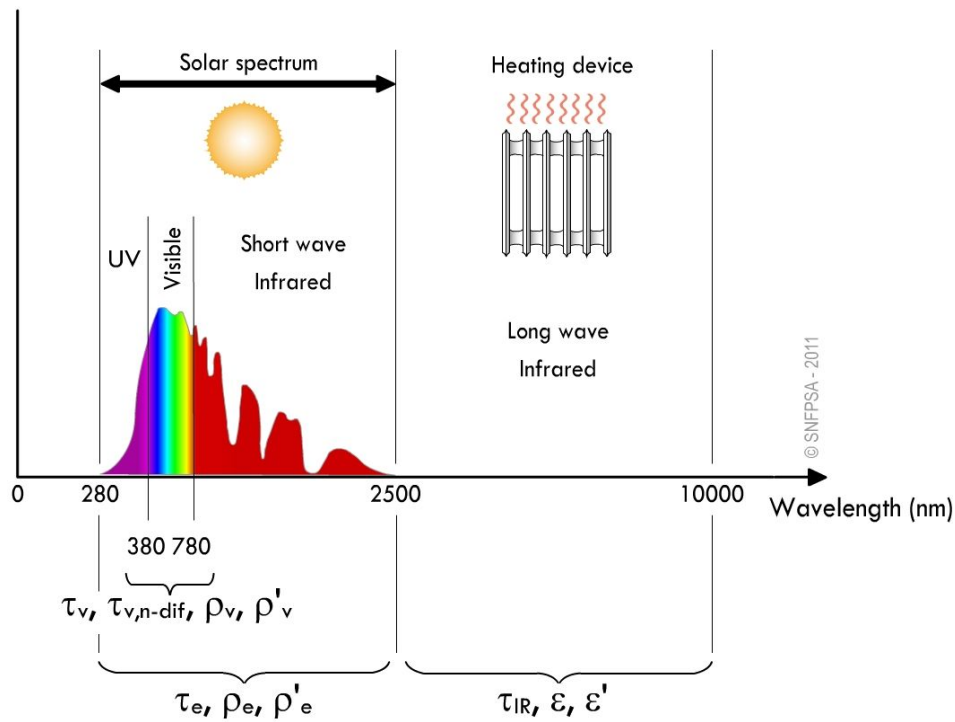 Solar spectrum
Heating device
UV
Visible
Short wave
Infrared
Long wave
Infrared
© SNFPSA - 2011
0
280
2500
10000
Wavelength (nm)
380 780
τv, τv,n-dif, ρv, ρ'v
τe, ρe, ρ'e
τIR, ε, ε'